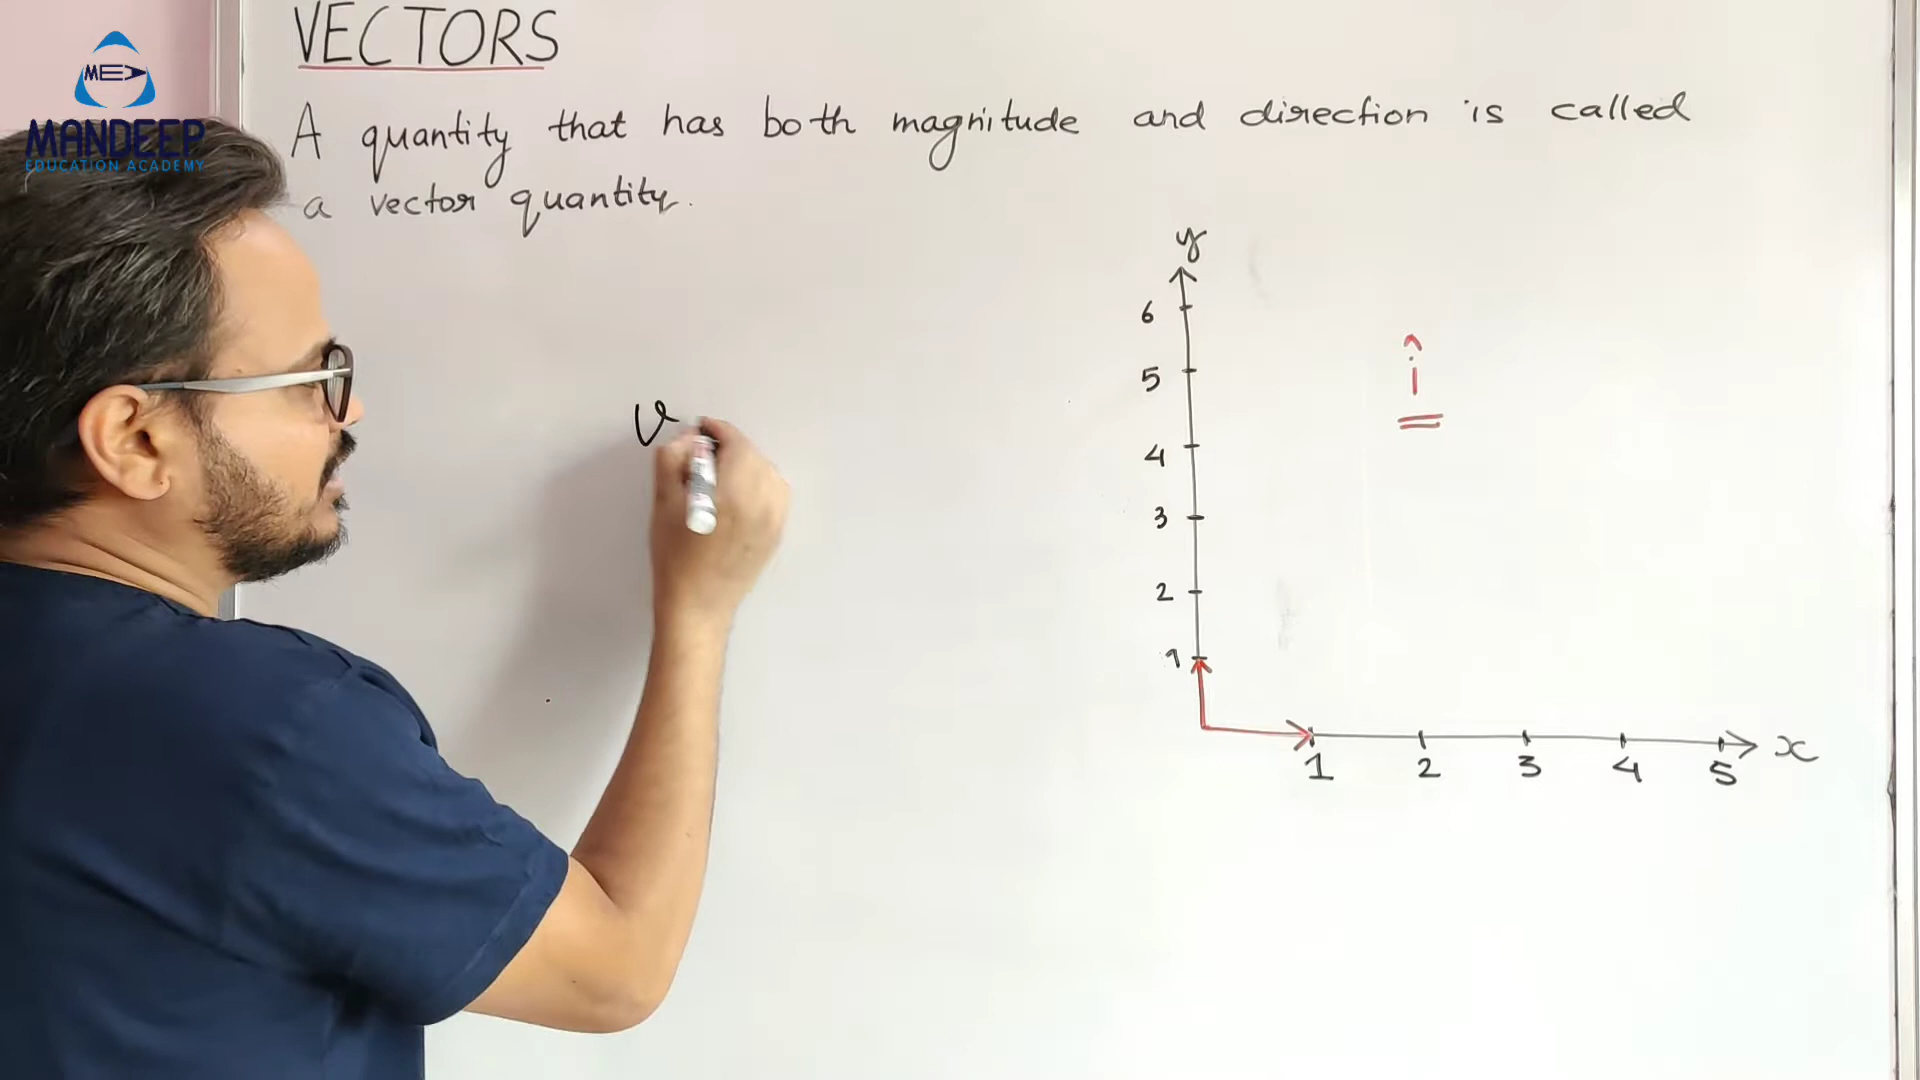 VECTORS
MEA
MANDEEP
EDUCATION ACADEMY
A quantity that has both magnitude and direction is called
a vector quantity.
y
6
5
4
3
2
1
î
v
1 2 3 4 5 x